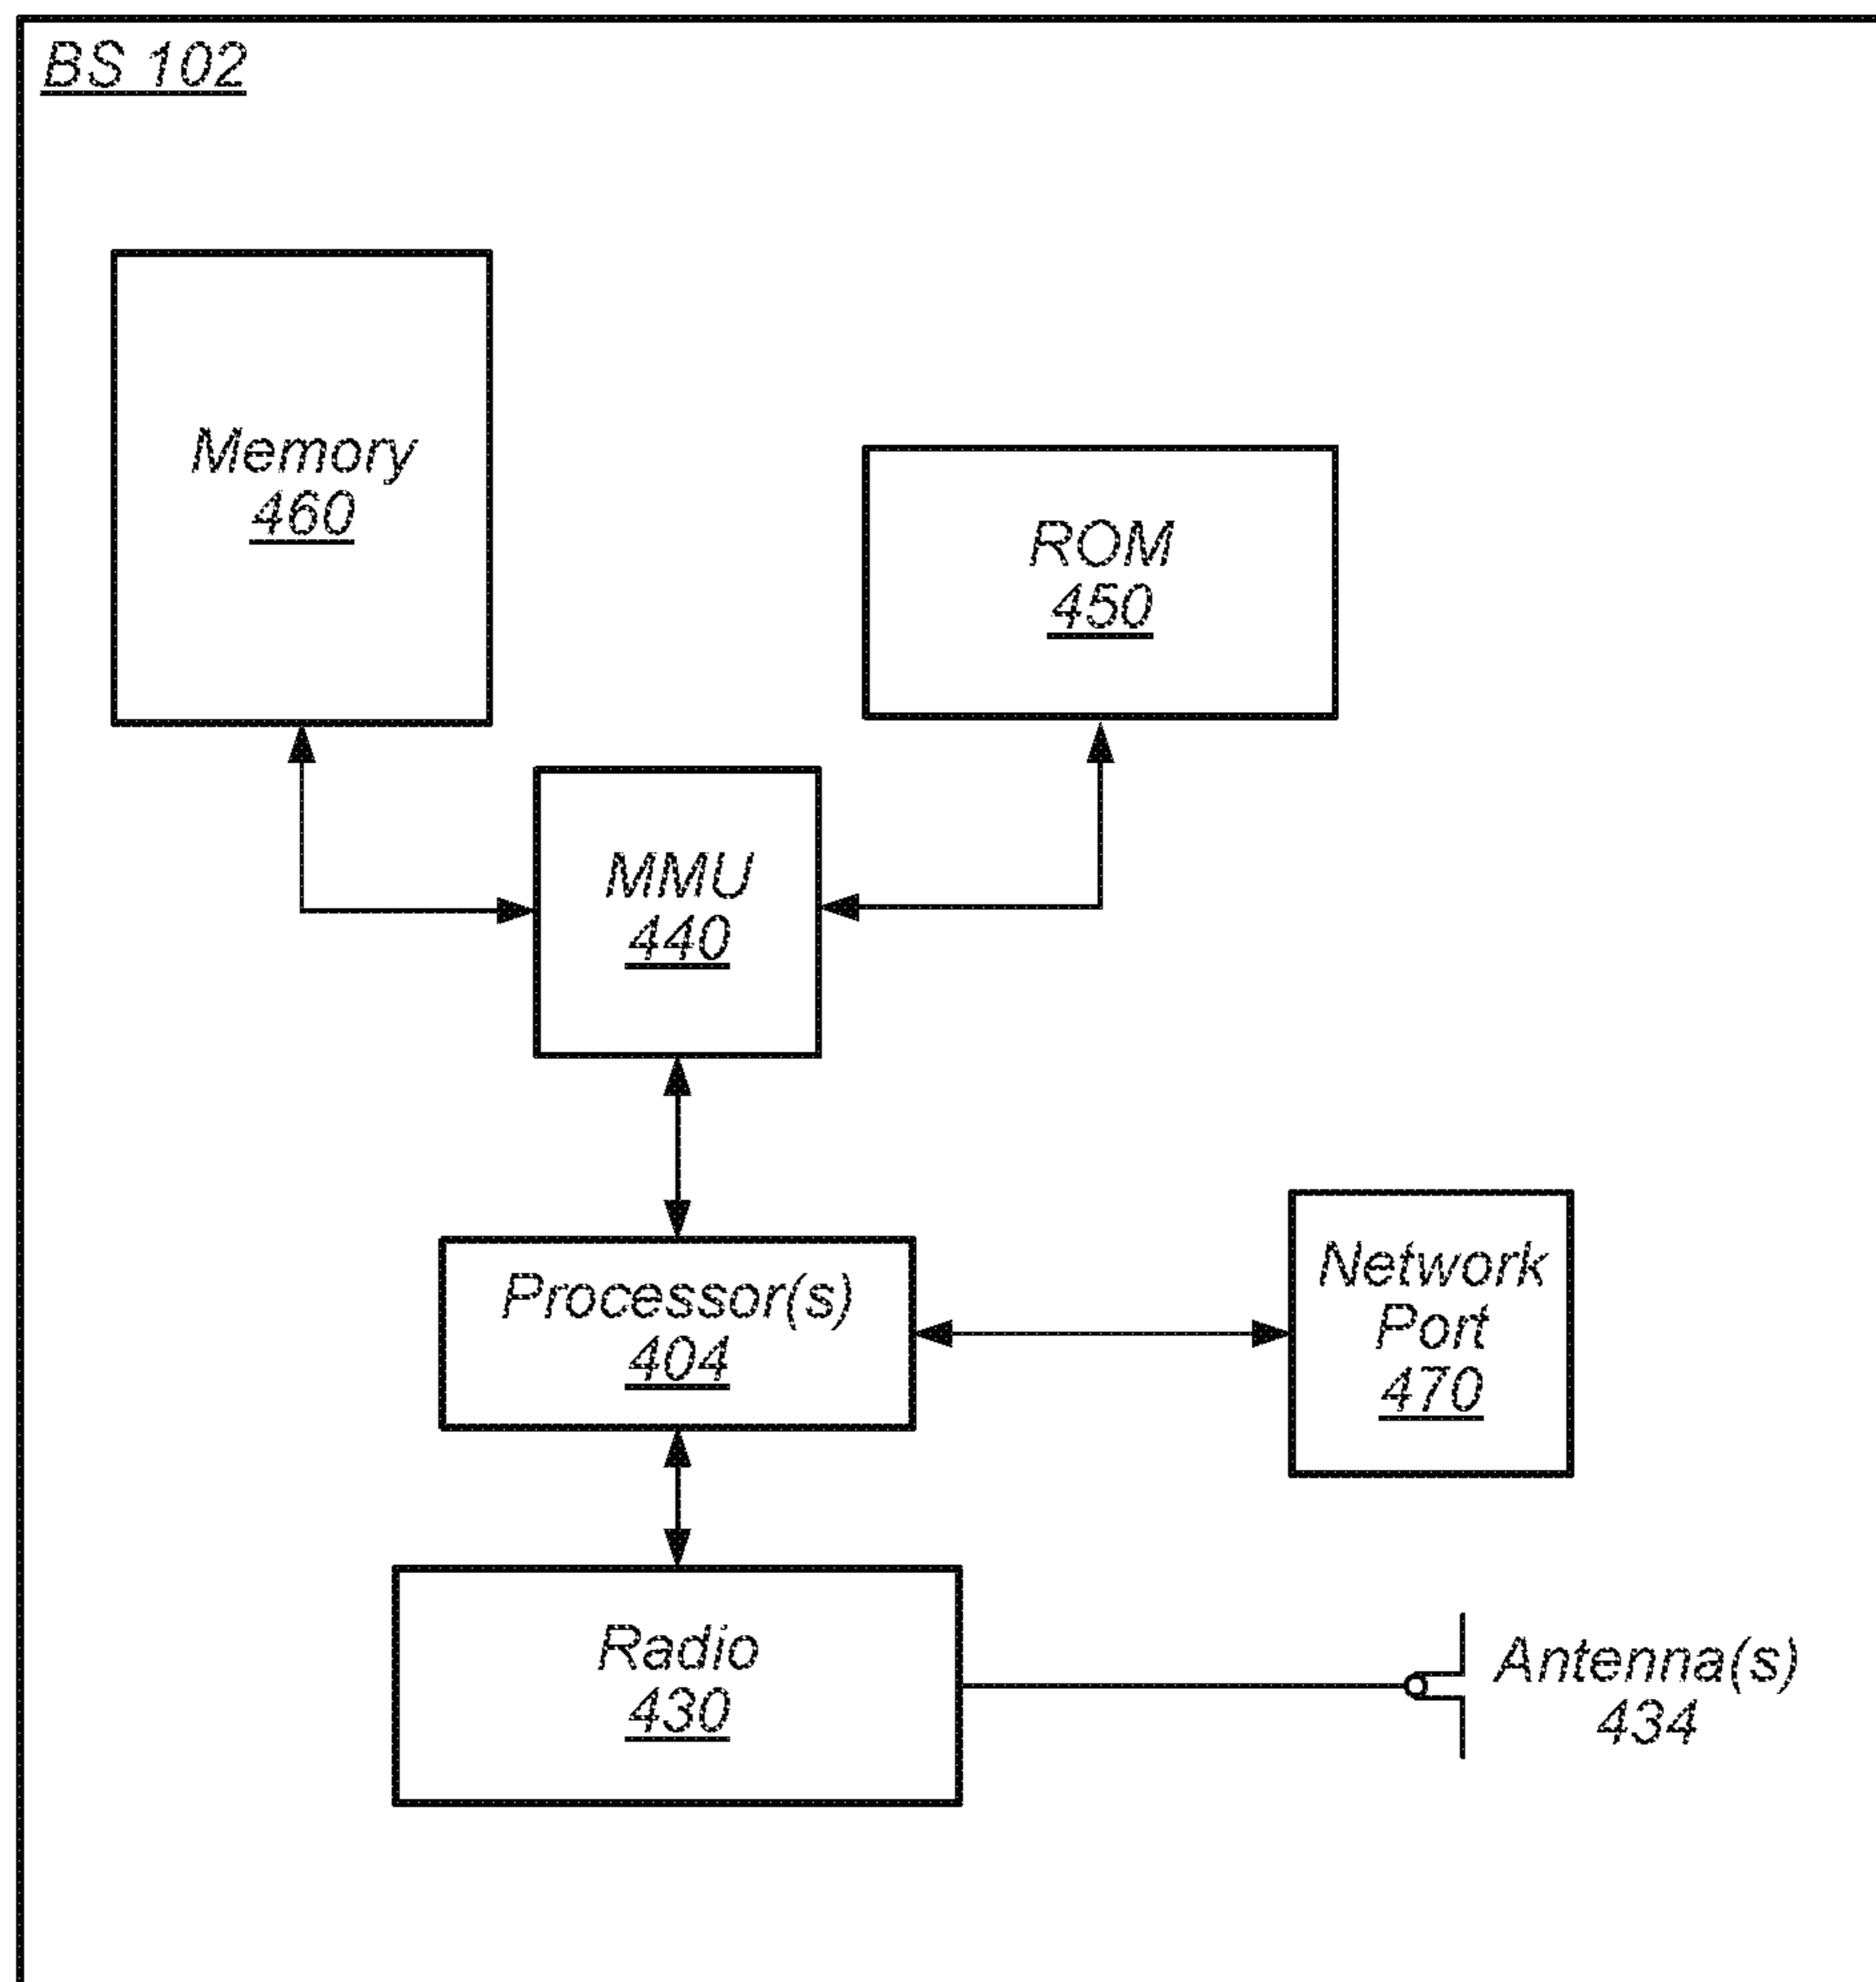 BS 102
Memory
460
ROM
450
MMU
440
Processor(s)
404
Network
Port
470
Radio
430
Antenna(s)
434